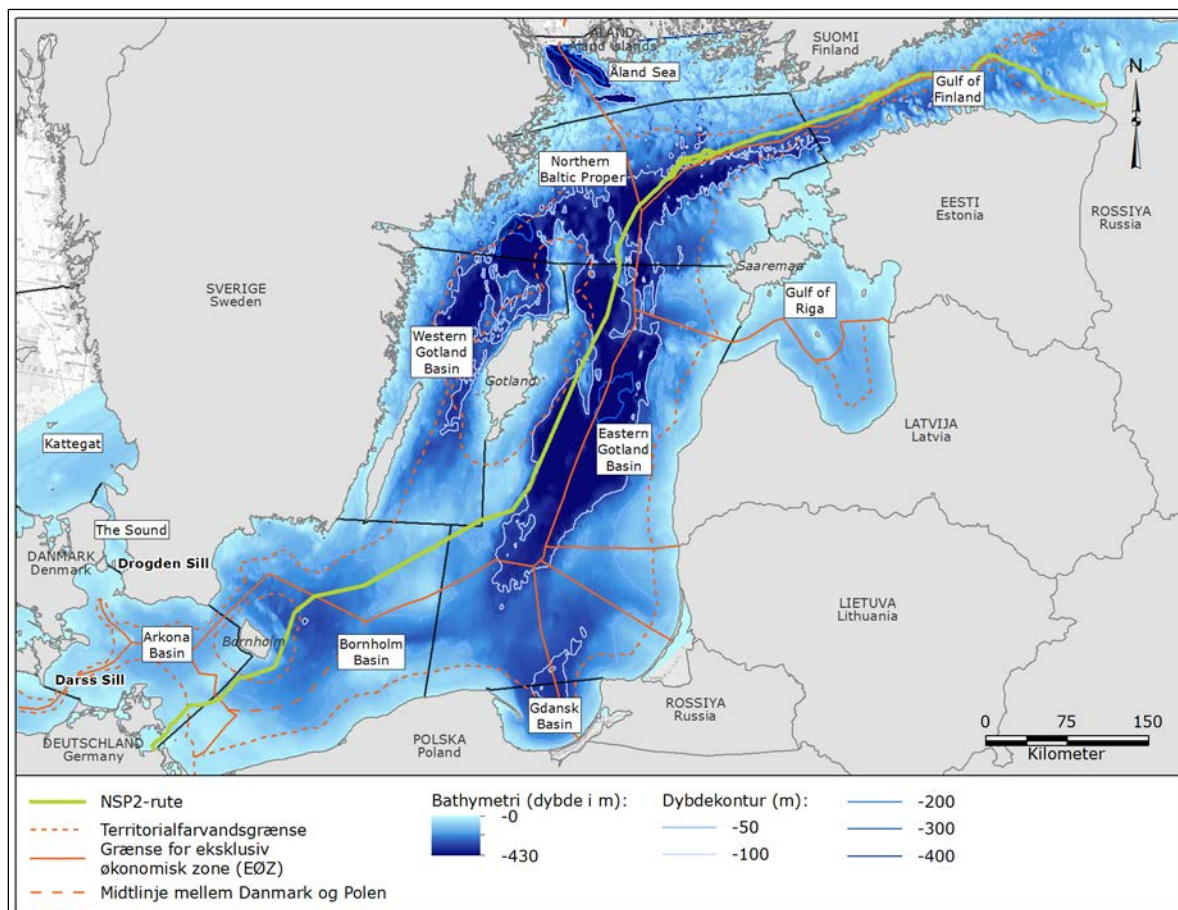 ÅLAND
Åland islands
SUOMI
Finland
Åland Sea
Gulf of
Finland
N
Northern
Baltic Proper
EESTI
Estonia
ROSSIYA
Russia
Saaremaa
SVERIGE
Sweden
Gulf of
Riga
Western
Gotland
Basin
Gotland
LATVIJA
Latvia
Kattegat
Eastern
Gotland
Basin
The Sound
DANMARK
Denmark
Drogden Sill
LIETUVA
Lithuania
Arkona
Basin
Bornholm
Bornholm
Basin
Darss Sill
Gdansk
Basin
ROSSIYA
Russia
DEUTSCHLAND
Germany
POLSKA
Poland
0 75 150
Kilometer
NSP2-rute
Territorialfarvandsgrænse
Grænse for eksklusiv
økonomisk zone (EØZ)
Midtlinje mellem Danmark og Polen
Bathymetri (dybde i m):
-0
-430
Dybdekontur (m):
-50
-100
-200
-300
-400